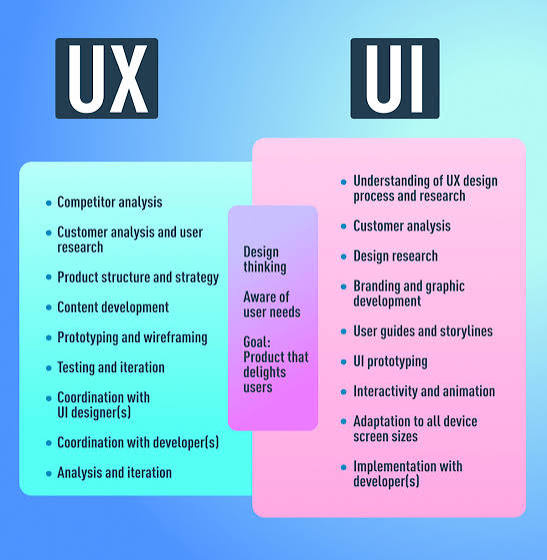 UX
UI
Competitor analysis
Customer analysis and user
research
Product structure and strategy
Content development
Prototyping and wireframing
Testing and iteration
Coordination with
UI designer(s)
Coordination with developer(s)
Analysis and iteration
Design
thinking
Aware of
user needs
Goal:
Product that
delights
users
Understanding of UX design
process and research
Customer analysis
Design research
Branding and graphic
development
User guides and storylines
UI prototyping
Interactivity and animation
Adaptation to all device
screen sizes
Implementation with
developer(s)